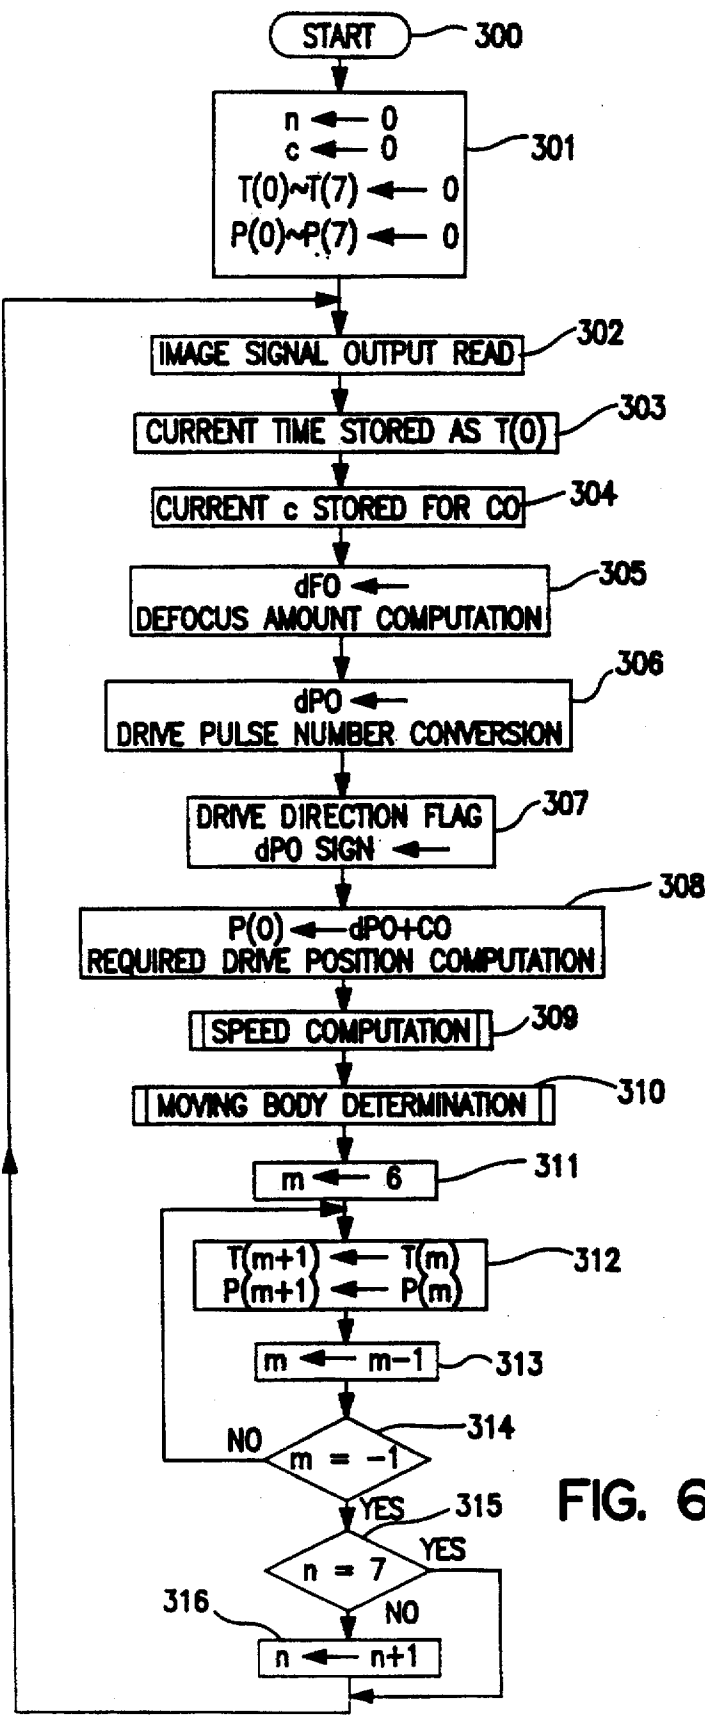 START
300
n ← 0
c ← 0
T(0)~T(7) ← 0
P(0)~P(7) ← 0
301
IMAGE SIGNAL OUTPUT READ
302
CURRENT TIME STORED AS T(0)
303
CURRENT c STORED FOR C0
304
dF0 ←
DEFOCUS AMOUNT COMPUTATION
305
dP0 ←
DRIVE PULSE NUMBER CONVERSION
306
DRIVE DIRECTION FLAG
dP0 SIGN ←
307
P(0) ← dP0+C0
REQUIRED DRIVE POSITION COMPUTATION
308
SPEED COMPUTATION
309
MOVING BODY DETERMINATION
310
m ← 6
311
T(m+1) ← T(m)
P(m+1) ← P(m)
312
m ← m-1
313
m = -1
314
NO
YES
n = 7
315
YES
NO
316
n ← n+1
FIG. 6